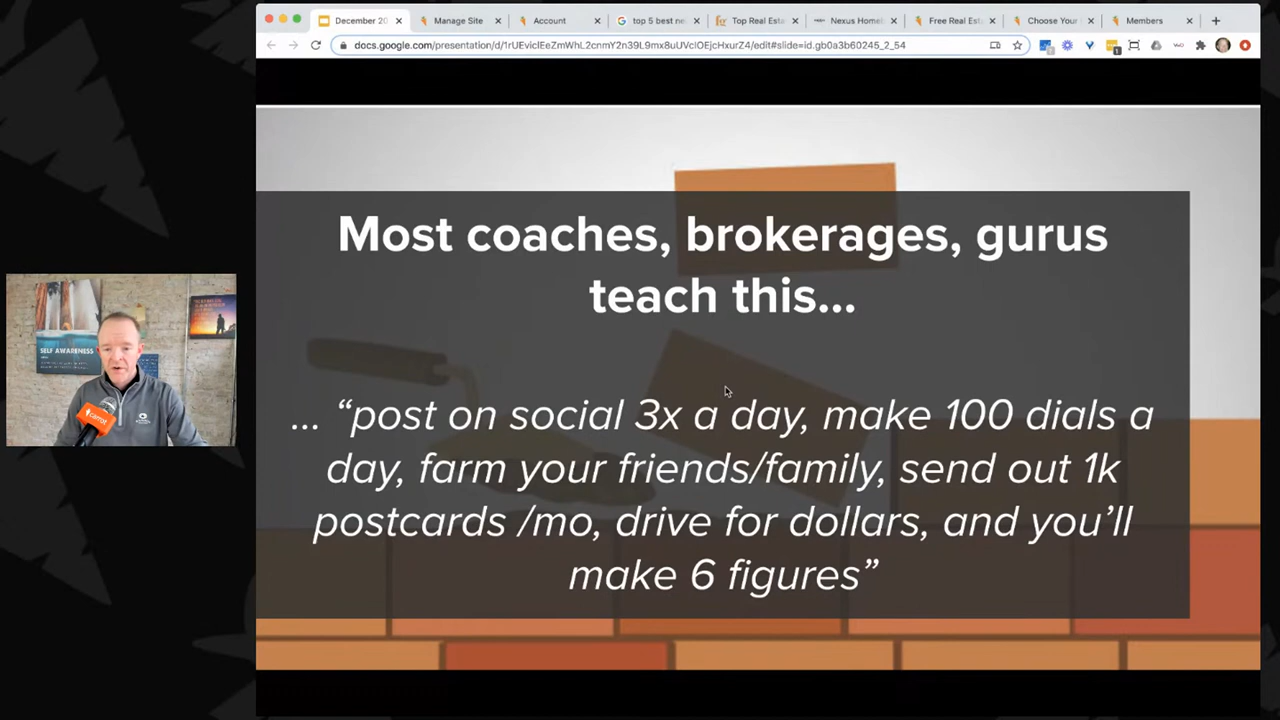 December 20
Manage Site
Account
top 5 best ne
Top Real Esta
Nexus Home
Free Real Est
Choose Your
Members
docs.google.com/presentation/d/1rUEvicIEeZmWhL2cnmY2n39L9mx8uUVcIOEjcHxurZ4/edit#slide=id.gb0a3b60245_2_54
Most coaches, brokerages, gurus
teach this...
... “post on social 3x a day, make 100 dials a
day, farm your friends/family, send out 1k
postcards /mo, drive for dollars, and you’ll
make 6 figures”
SELF AWARENESS
carrot